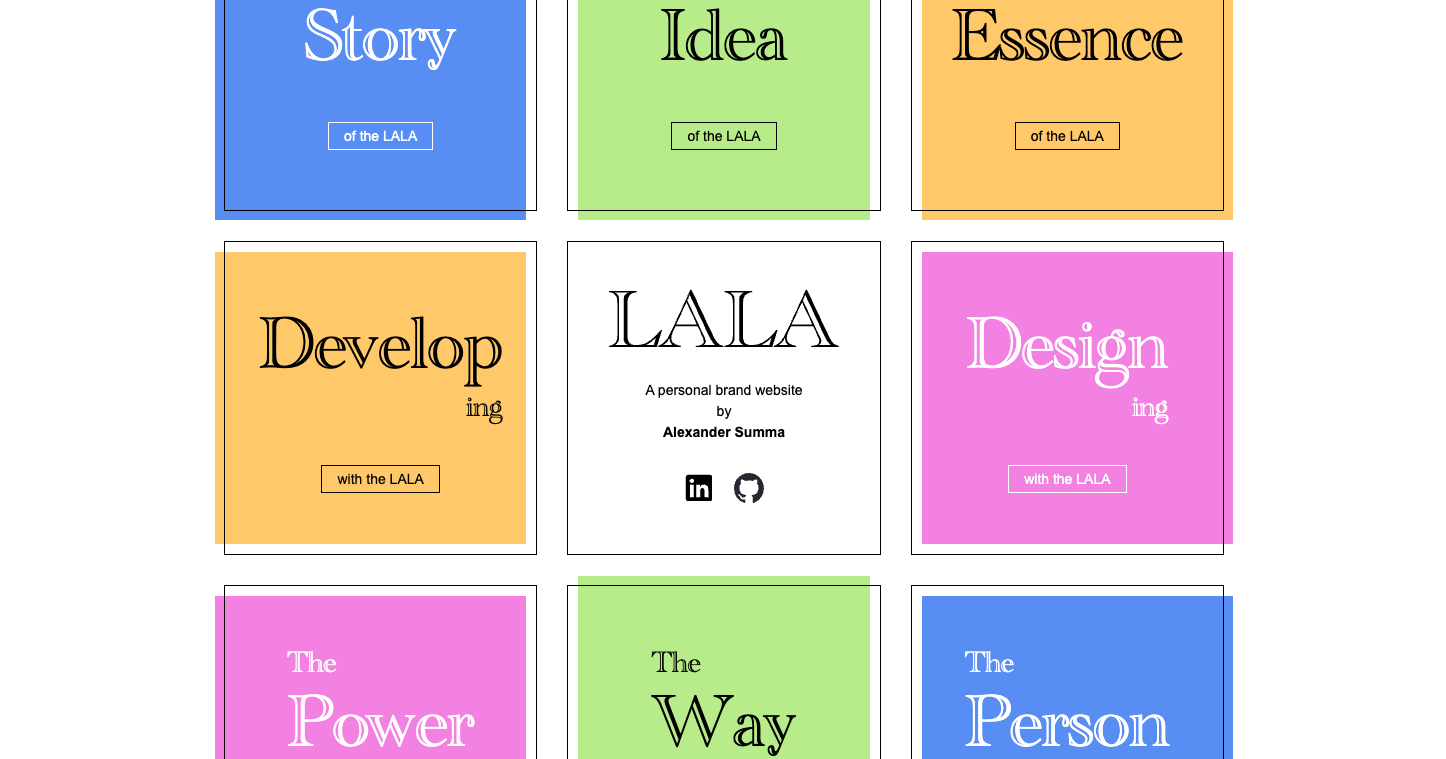 Story
Idea
Essence
of the LALA
of the LALA
of the LALA
Develop
ing
with the LALA
LALA
A personal brand website
by
Alexander Summa
in
Design
ing
with the LALA
The
Power
The
Way
The
Person